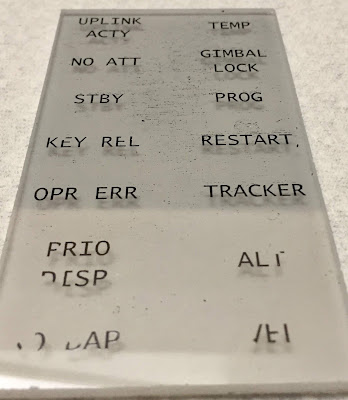 UPLINK
ACTY
TEMP
NO ATT
GIMBAL
LOCK
STBY
PROG
KEY REL
RESTART
OPR ERR
TRACKER
PRIO
DISP
ALT